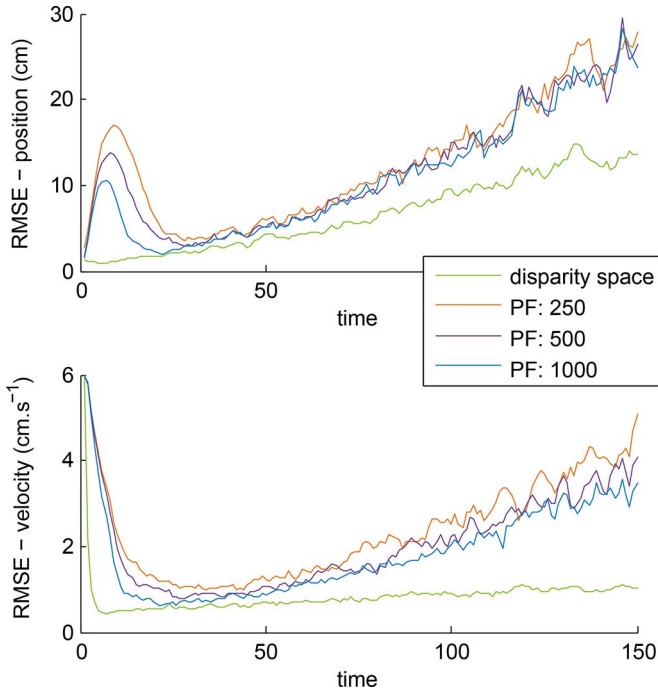 30
20
10
0
RMSE − position (cm)
50
time
disparity space
PF: 250
PF: 500
PF: 1000
6
4
2
0
RMSE − velocity (cm.s⁻¹)
0
50
100
150
time